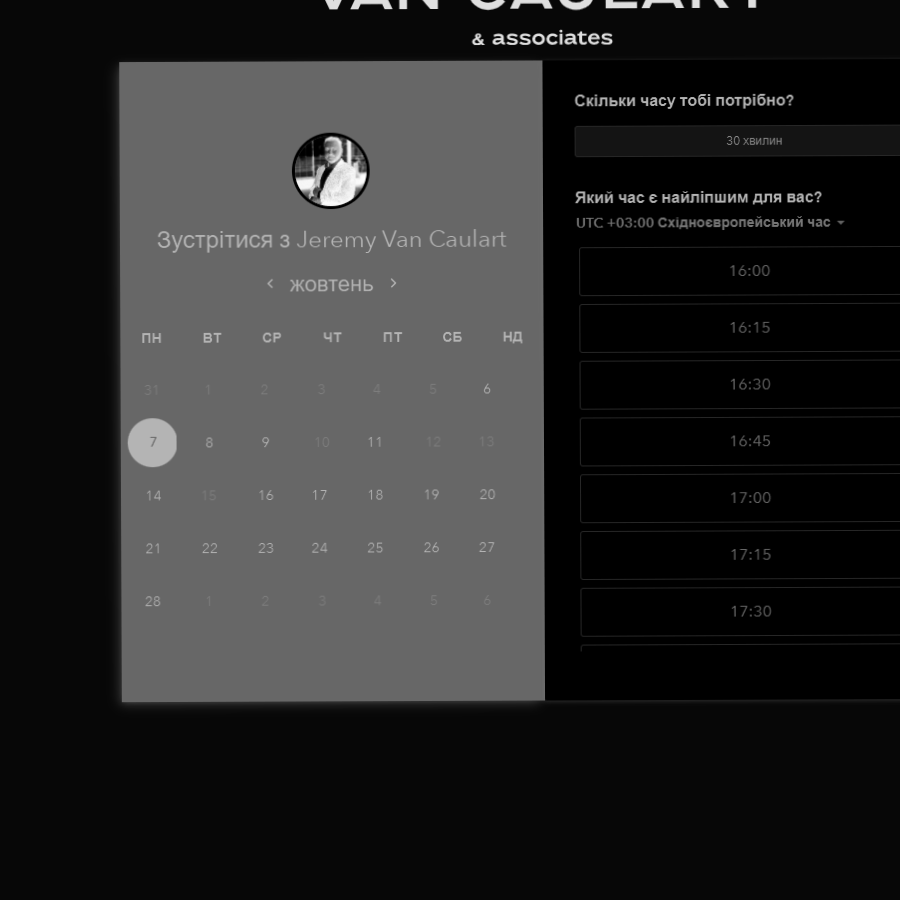 VAN CAULART
& associates
Зустрітися з Jeremy Van Caulart
жовтень
ПН ВТ СР ЧТ ПТ СБ НД
31 1 2 3 4 5 6
7 8 9 10 11 12 13
14 15 16 17 18 19 20
21 22 23 24 25 26 27
28 1 2 3 4 5 6
Скільки часу тобі потрібно?
30 хвилин
Який час є найліпшим для вас?
UTC +03:00 Східноєвропейський час
16:00
16:15
16:30
16:45
17:00
17:15
17:30